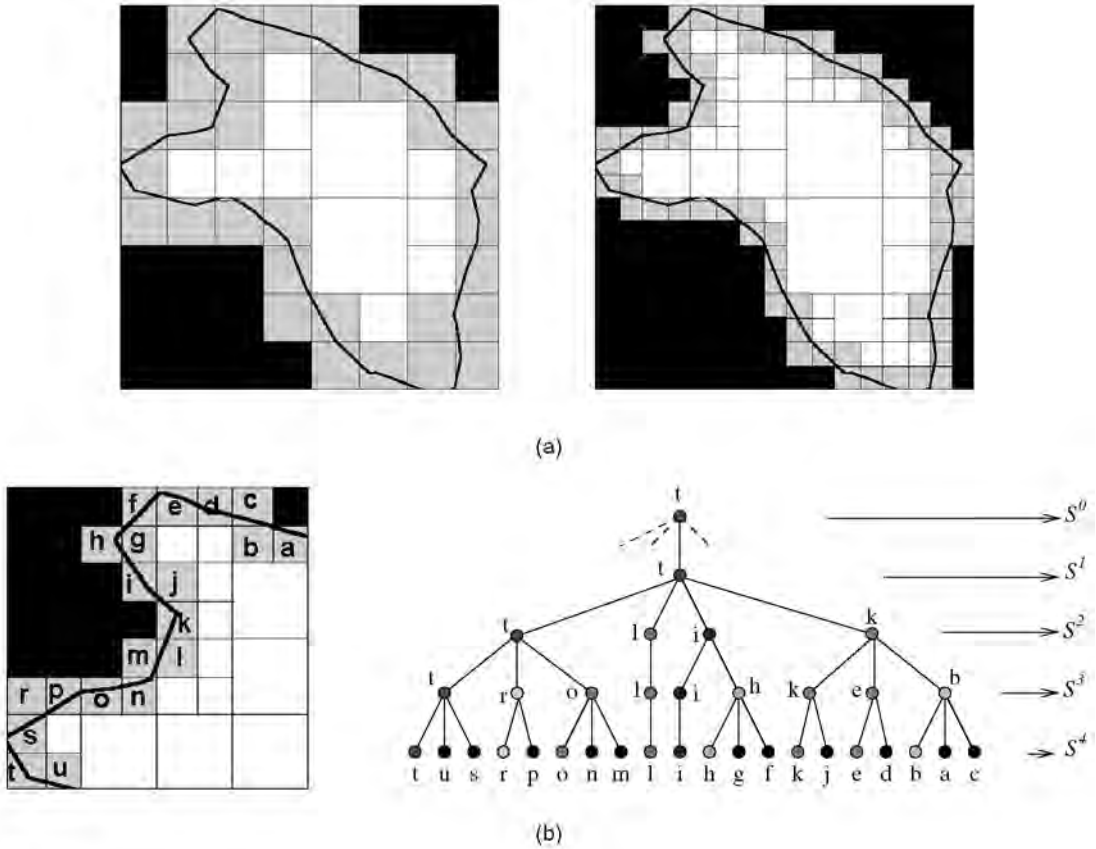 (a)
f e d c
h g b a
i j
k
m l
r p o n
s
t u
t S⁰
t S¹
t l i k S²
t r o l i h k e b S³
t u s r p o n m l i h g f k j e d b a c S⁴
(b)